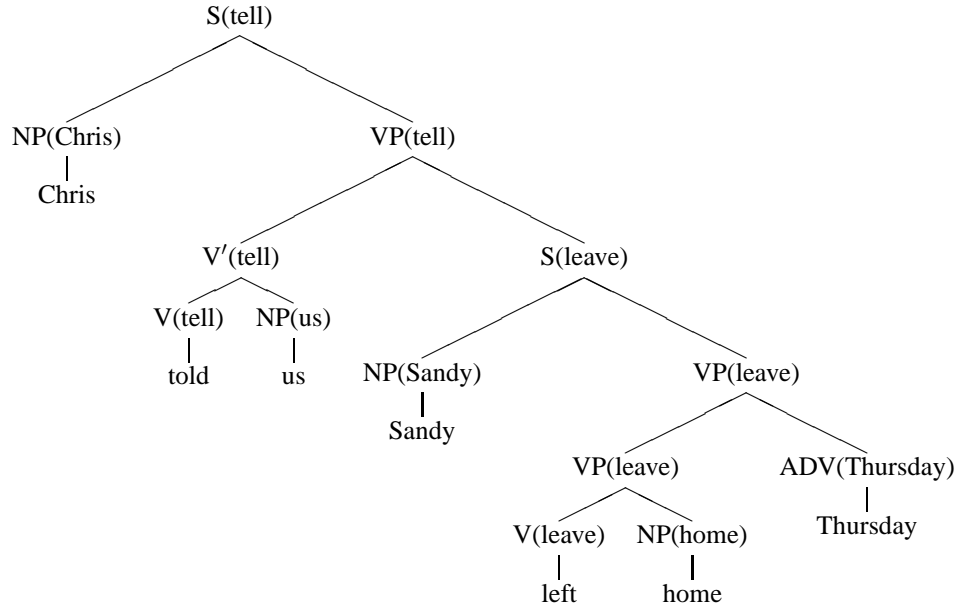 S(tell)
NP(Chris) VP(tell)
Chris
V′(tell) S(leave)
V(tell) NP(us)
told us NP(Sandy) VP(leave)
Sandy
VP(leave) ADV(Thursday)
V(leave) NP(home) Thursday
left home